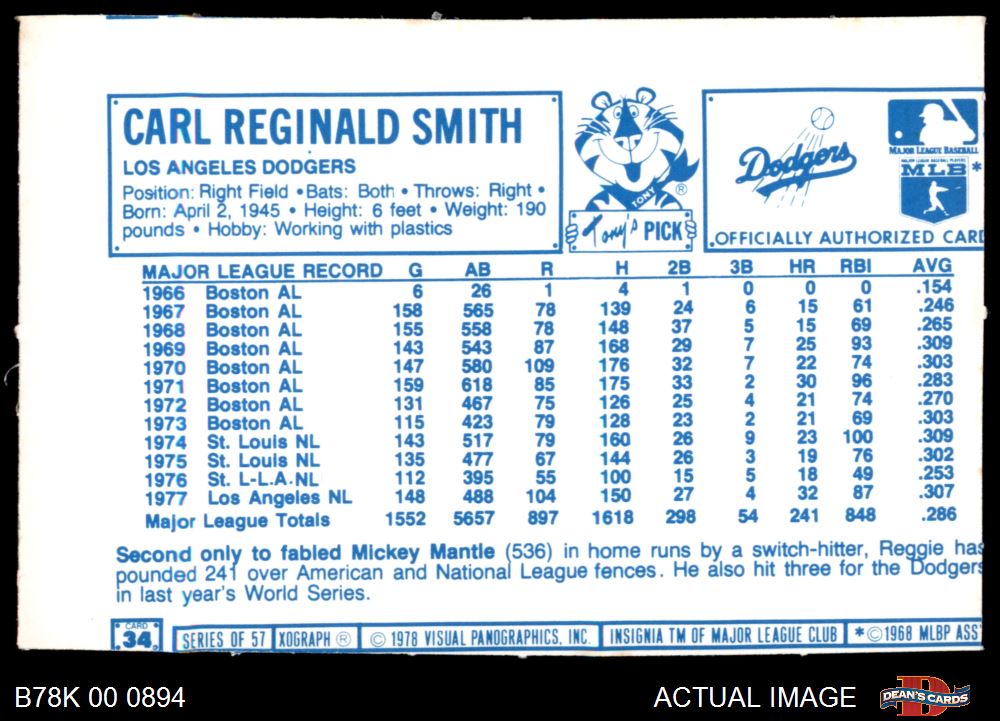 CARL REGINALD SMITH
LOS ANGELES DODGERS
Position: Right Field • Bats: Both • Throws: Right •
Born: April 2, 1945 • Height: 6 feet • Weight: 190
pounds • Hobby: Working with plastics
TONY
®
Tony's PICK
Dodgers
MAJOR LEAGUE BASEBALL
MAJOR LEAGUE BASEBALL PLAYERS
MLB *
OFFICIALLY AUTHORIZED CARD
MAJOR LEAGUE RECORD G AB R H 2B 3B HR RBI AVG
1966 Boston AL 6 26 1 4 1 0 0 0 .154
1967 Boston AL 158 565 78 139 24 6 15 61 .246
1968 Boston AL 155 558 78 148 37 5 15 69 .265
1969 Boston AL 143 543 87 168 29 7 25 93 .309
1970 Boston AL 147 580 109 176 32 7 22 74 .303
1971 Boston AL 159 618 85 175 33 2 30 96 .283
1972 Boston AL 131 467 75 126 25 4 21 74 .270
1973 Boston AL 115 423 79 128 23 2 21 69 .303
1974 St. Louis NL 143 517 79 160 26 9 23 100 .309
1975 St. Louis NL 135 477 67 144 26 3 19 76 .302
1976 St. L-L.A.NL 112 395 55 100 15 5 18 49 .253
1977 Los Angeles NL 148 488 104 150 27 4 32 87 .307
Major League Totals 1552 5657 897 1618 298 54 241 848 .286
Second only to fabled Mickey Mantle (536) in home runs by a switch-hitter, Reggie has
pounded 241 over American and National League fences. He also hit three for the Dodgers
in last year's World Series.
CARD
34
SERIES OF 57 XOGRAPH ® © 1978 VISUAL PANOGRAPHICS, INC. INSIGNIA TM OF MAJOR LEAGUE CLUB *©1968 MLBP ASS'
B78K 00 0894
ACTUAL IMAGE
DEAN'S CARDS